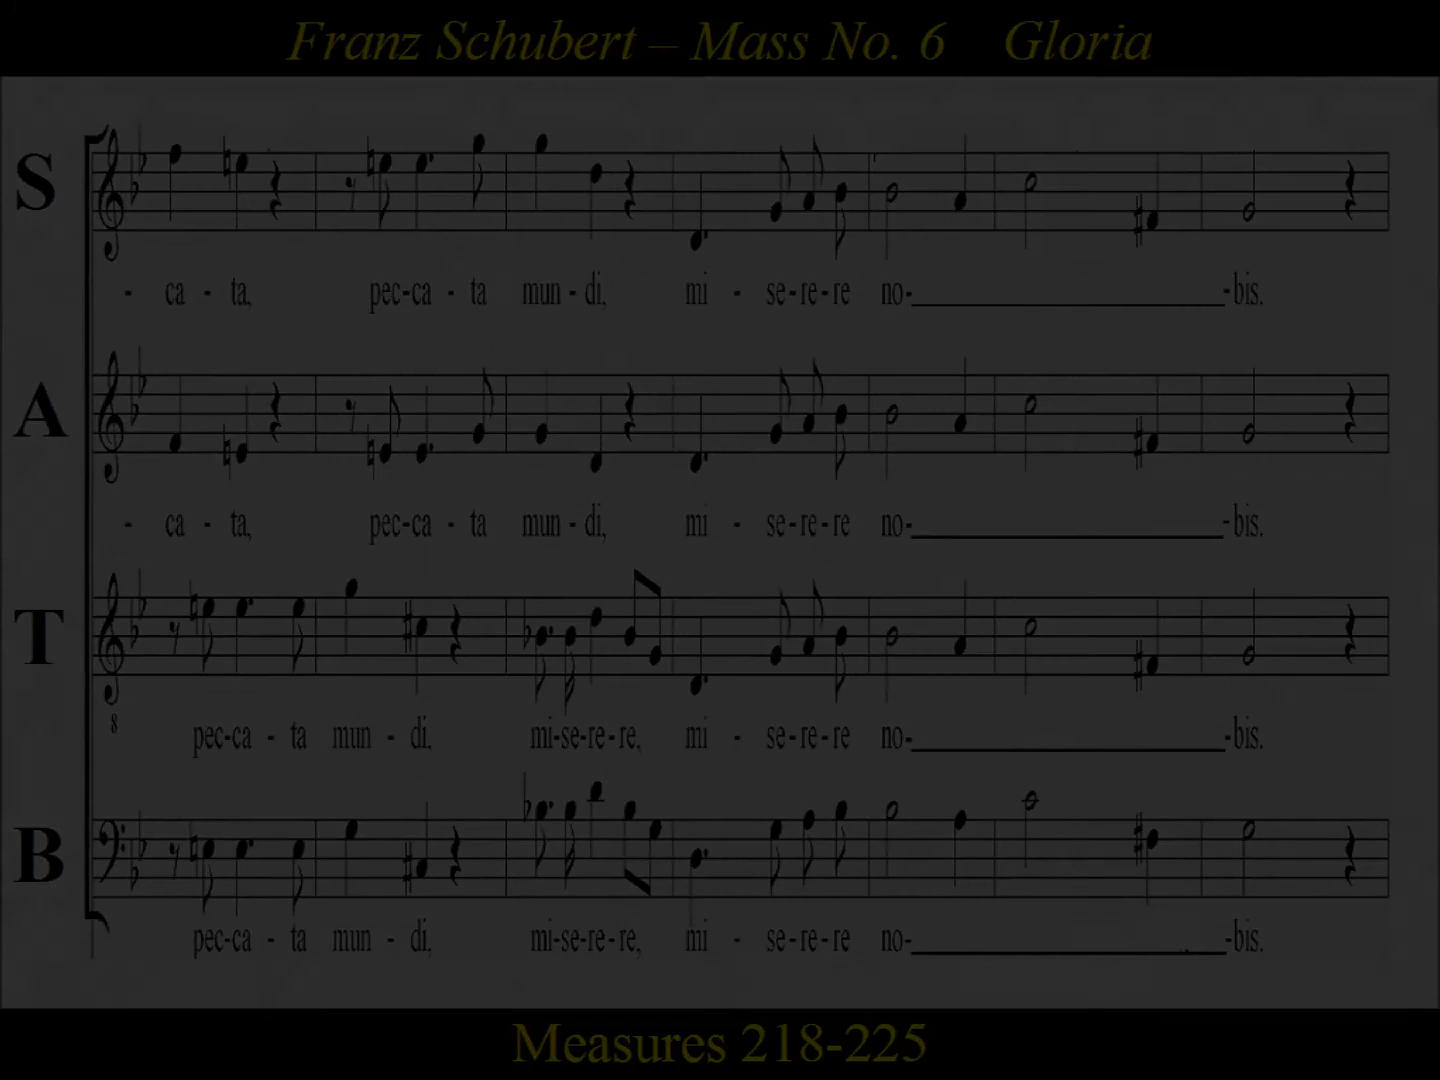 Franz Schubert – Mass No. 6    Gloria
S
- ca - ta, pec-ca - ta mun - di, mi - se-re-re no- -bis.
A
- ca - ta, pec-ca - ta mun - di, mi - se-re-re no- -bis.
T
8
pec-ca - ta mun - di, mi-se-re-re, mi - se-re-re no- -bis.
B
pec-ca - ta mun - di, mi-se-re-re, mi - se-re-re no- -bis.
Measures 218-225